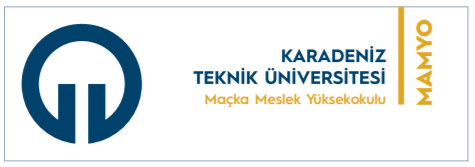 KARADENİZ
TEKNİK ÜNİVERSİTESİ
Maçka Meslek Yüksekokulu
MAMYO